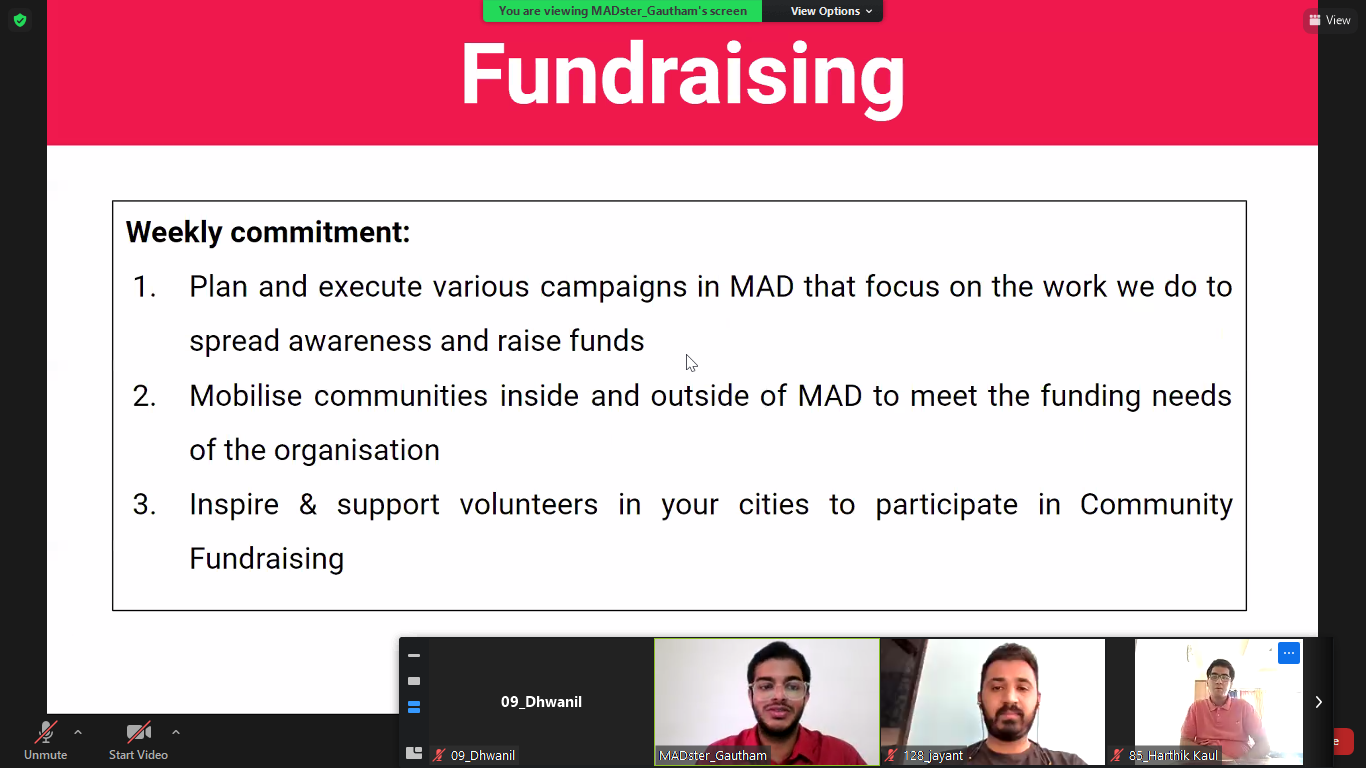 You are viewing MADster_Gautham's screen
View Options
View
Fundraising
Weekly commitment:
1. Plan and execute various campaigns in MAD that focus on the work we do to
spread awareness and raise funds
2. Mobilise communities inside and outside of MAD to meet the funding needs
of the organisation
3. Inspire & support volunteers in your cities to participate in Community
Fundraising
09_Dhwanil
09_Dhwanil
MADster_Gautham
128_jayant
85_Harthik Kaul
Unmute
Start Video